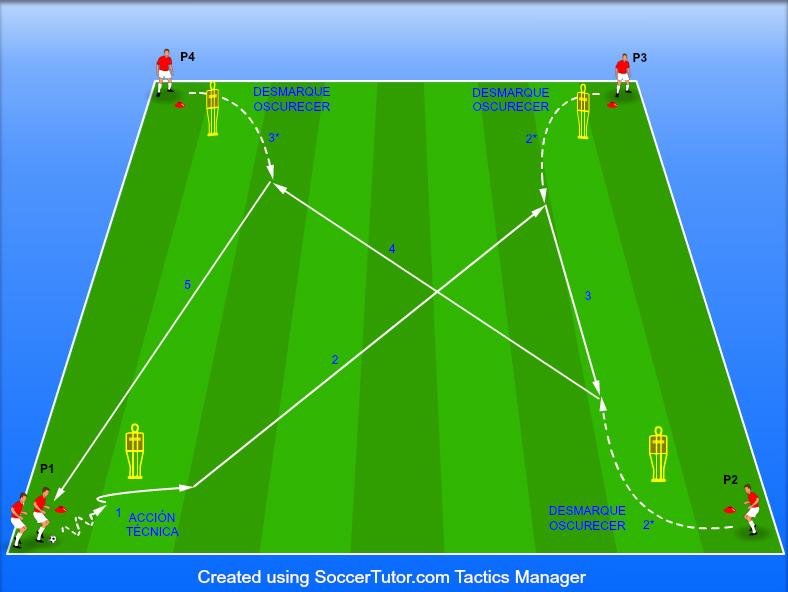 P4
P3
DESMARQUE
OSCURECER
DESMARQUE
OSCURECER
3*
2*
4
5
3
2
P1
P2
1
ACCIÓN
TÉCNICA
DESMARQUE
OSCURECER
2*
Created using SoccerTutor.com Tactics Manager